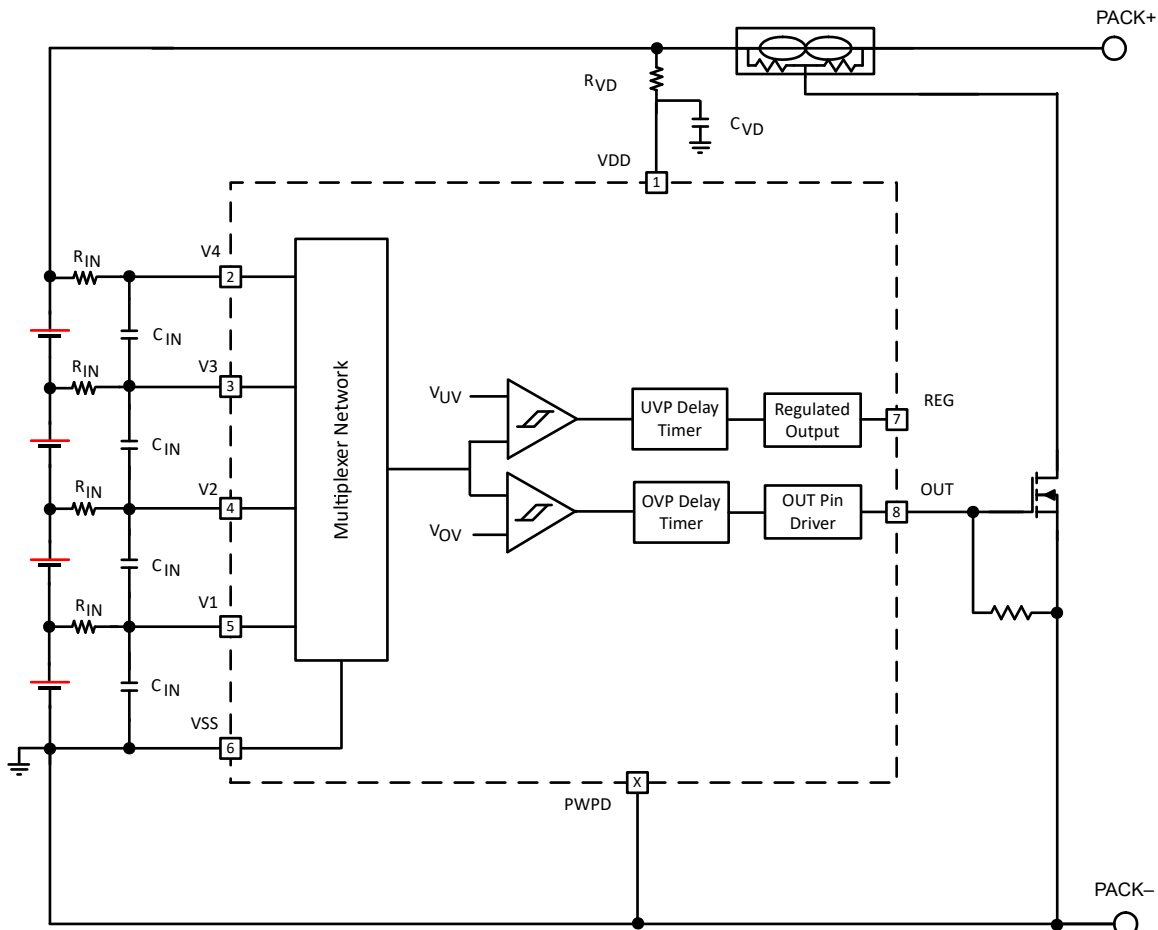 PACK+
RVD
CVD
VDD
1
RIN
V4
2
CIN
RIN
V3
3
CIN
RIN
V2
4
CIN
RIN
V1
5
CIN
VSS
6
Multiplexer Network
VUV
VOV
UVP Delay
Timer
Regulated
Output
REG
7
OVP Delay
Timer
OUT Pin
Driver
OUT
8
X
PWPD
PACK–